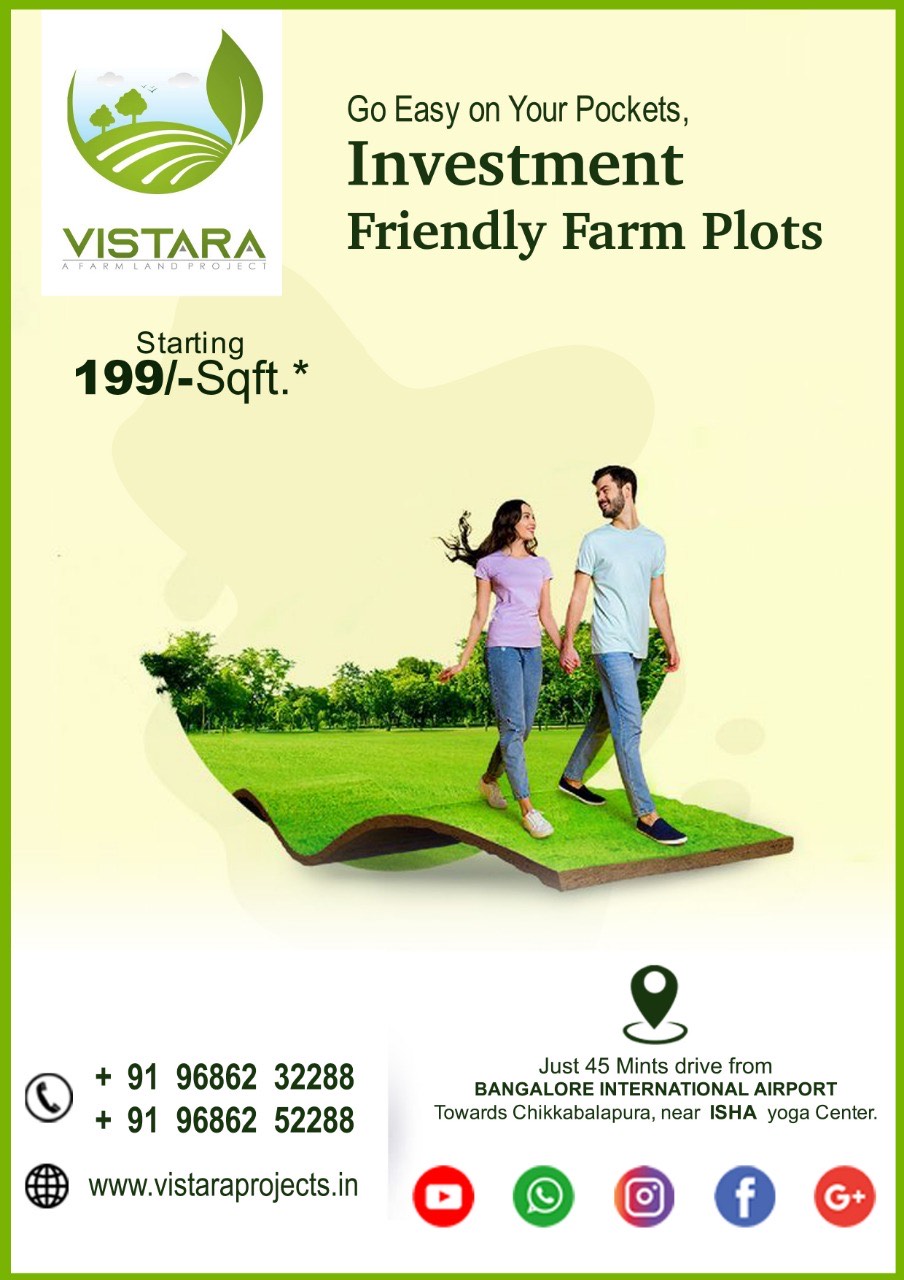 VISTARA
A FARM LAND PROJECT
Go Easy on Your Pockets,
Investment
Friendly Farm Plots
Starting
199/-Sqft.*
+ 91 96862 32288
+ 91 96862 52288
www.vistaraprojects.in
Just 45 Mints drive from
BANGALORE INTERNATIONAL AIRPORT
Towards Chikkabalapura, near ISHA yoga Center.
G+